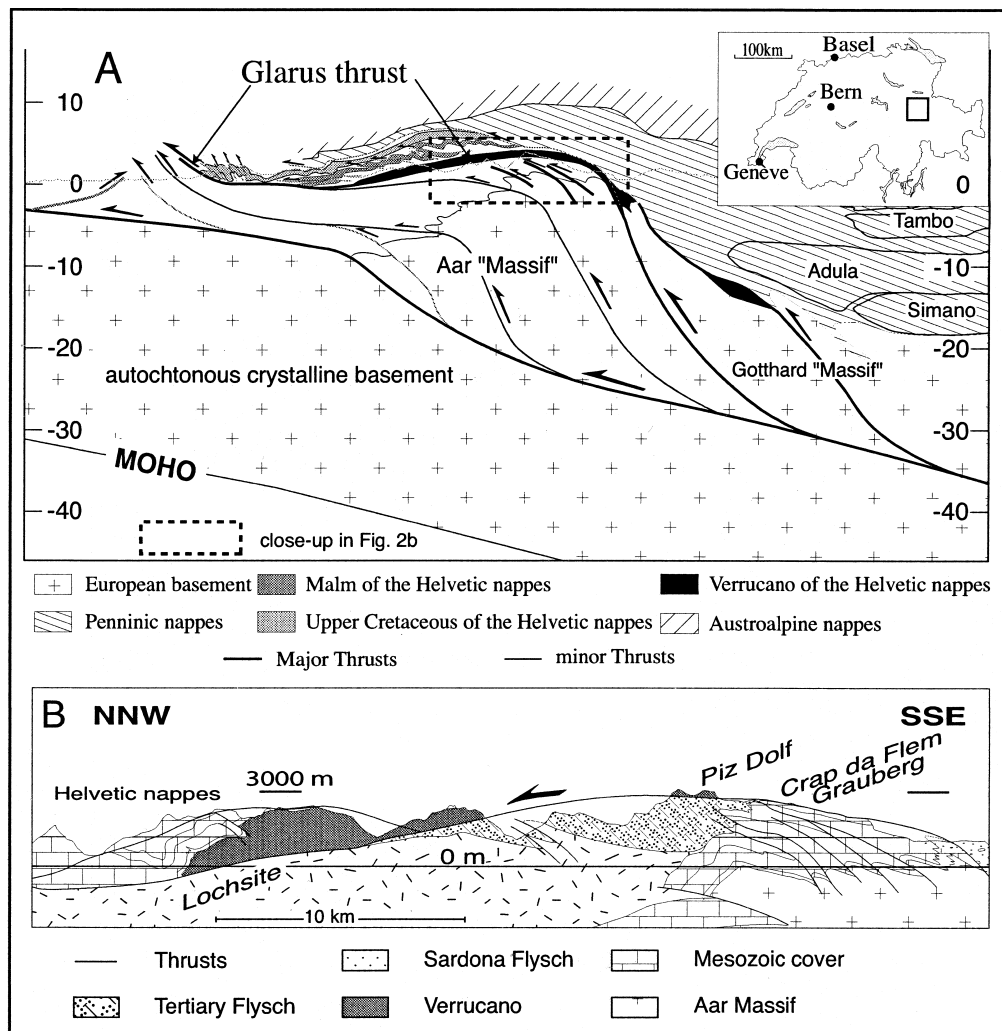 A
Glarus thrust
100km
Basel
Bern
Genève
0
10
0
-10
-20
-30
-40
-10
-20
-30
-40
Tambo
Adula
Simano
Aar "Massif"
Gotthard "Massif"
autochtonous crystalline basement
MOHO
close-up in Fig. 2b
European basement
Malm of the Helvetic nappes
Verrucano of the Helvetic nappes
Penninic nappes
Upper Cretaceous of the Helvetic nappes
Austroalpine nappes
Major Thrusts
minor Thrusts
B
NNW
SSE
Helvetic nappes
3000 m
Piz Dolf
Crap da Flem
Grauberg
0 m
Lochsite
10 km
Thrusts
Sardona Flysch
Mesozoic cover
Tertiary Flysch
Verrucano
Aar Massif